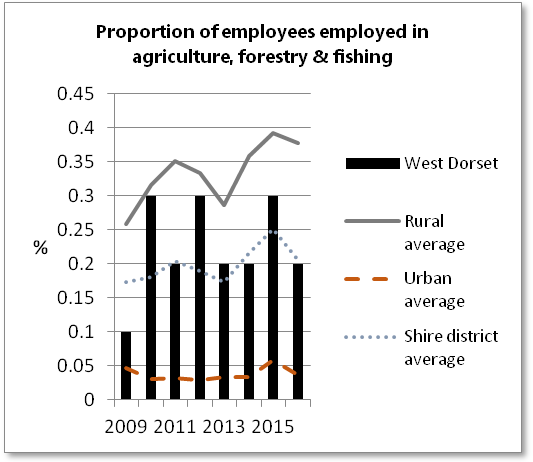 Proportion of employees employed in
agriculture, forestry & fishing
0.45
0.4
0.35
0.3
0.25
0.2
0.15
0.1
0.05
0
%
2009 2011 2013 2015
West Dorset
Rural
average
Urban
average
Shire district
average